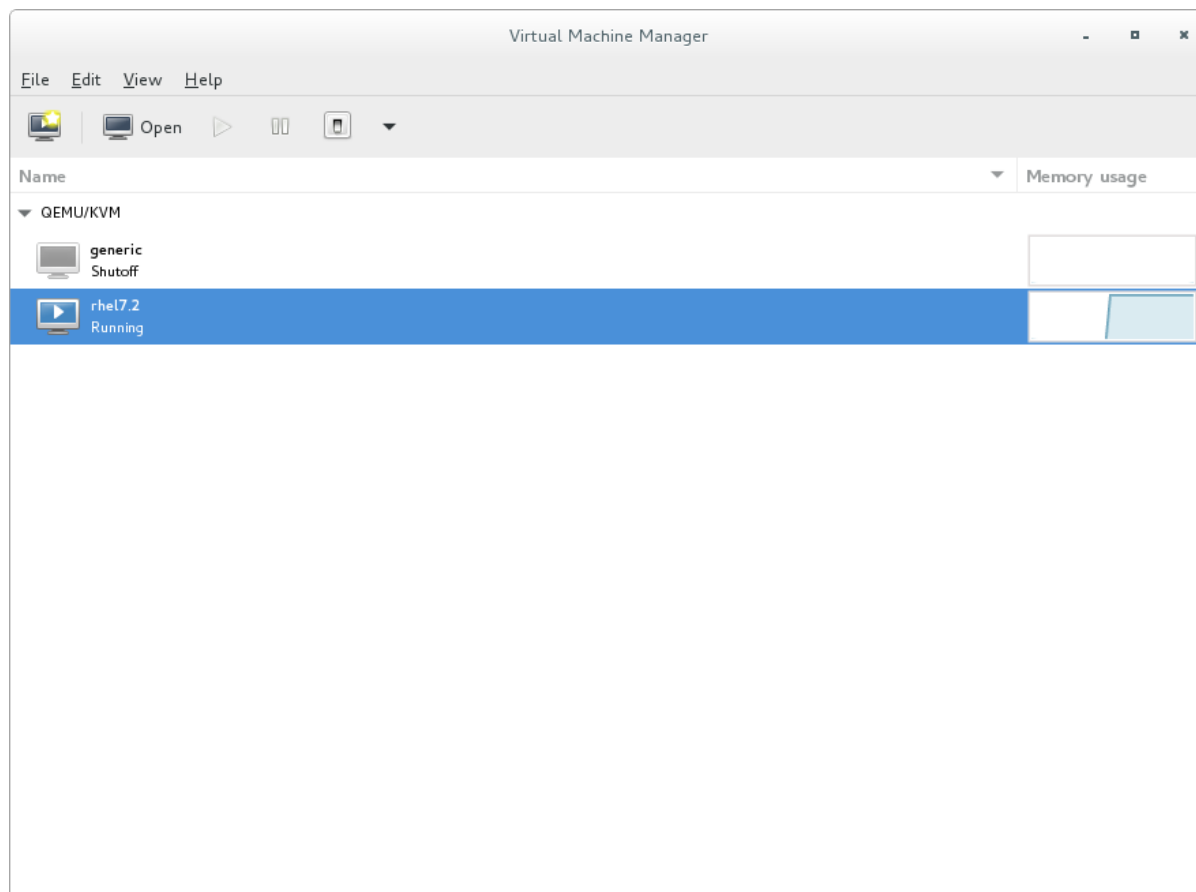 Virtual Machine Manager
File Edit View Help
Open
Name Memory usage
QEMU/KVM
generic
Shutoff
rhel7.2
Running